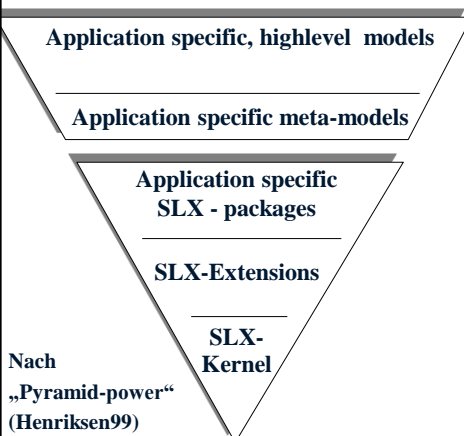 Application specific, highlevel models
Application specific meta-models
Application specific
SLX - packages
SLX-Extensions
SLX-
Kernel
Nach
„Pyramid-power“
(Henriksen99)